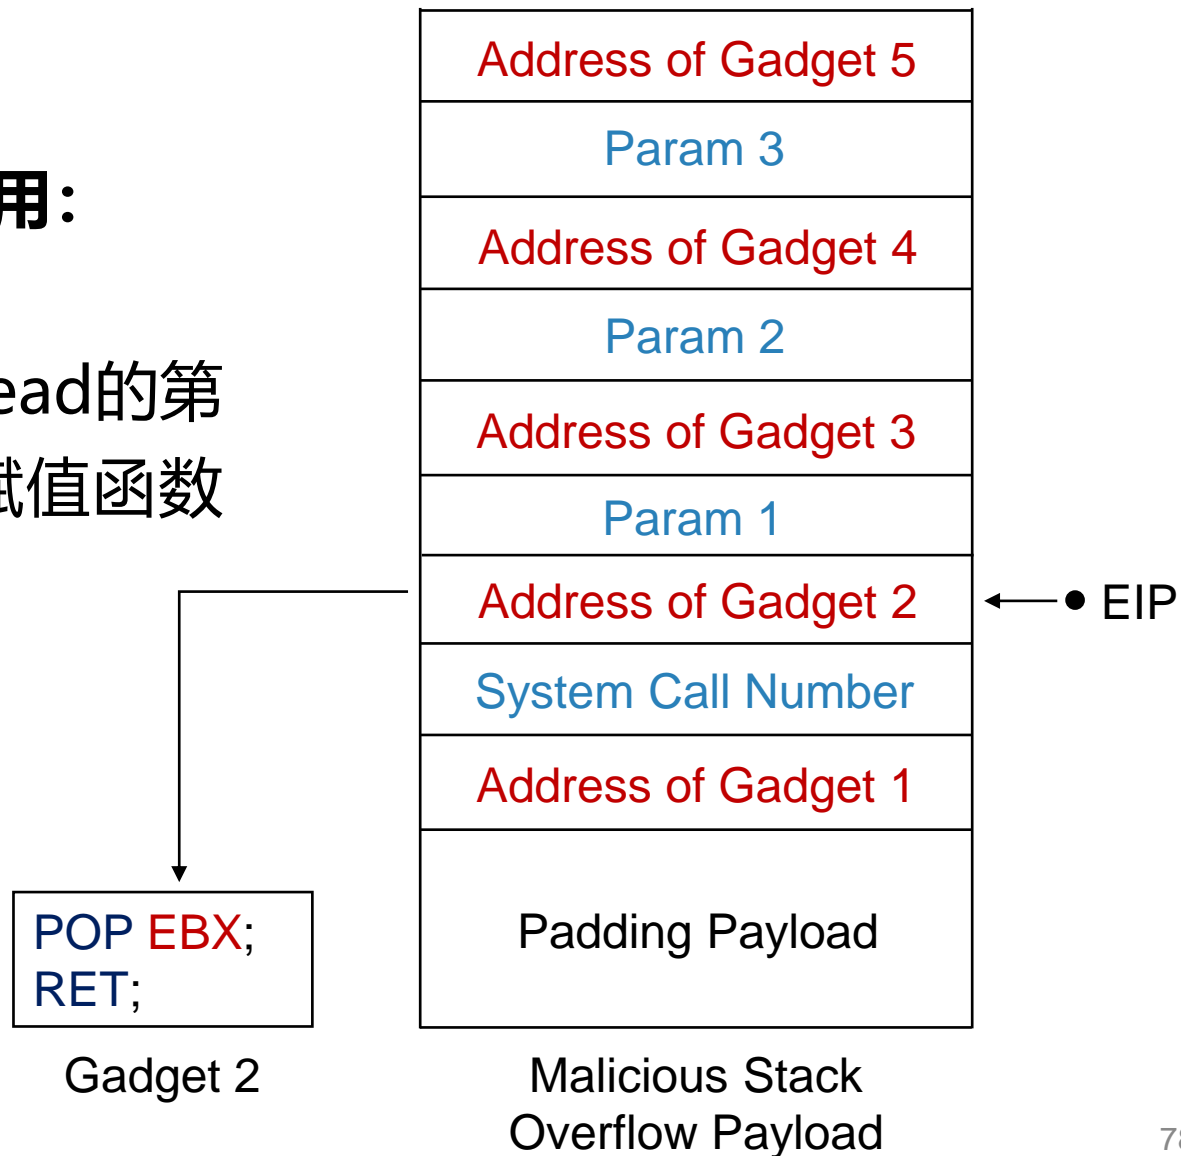 用：
ead的第
赋值函数
Address of Gadget 5
Param 3
Address of Gadget 4
Param 2
Address of Gadget 3
Param 1
Address of Gadget 2
EIP
System Call Number
Address of Gadget 1
Padding Payload
POP EBX;
RET;
Gadget 2
Malicious Stack
Overflow Payload
78